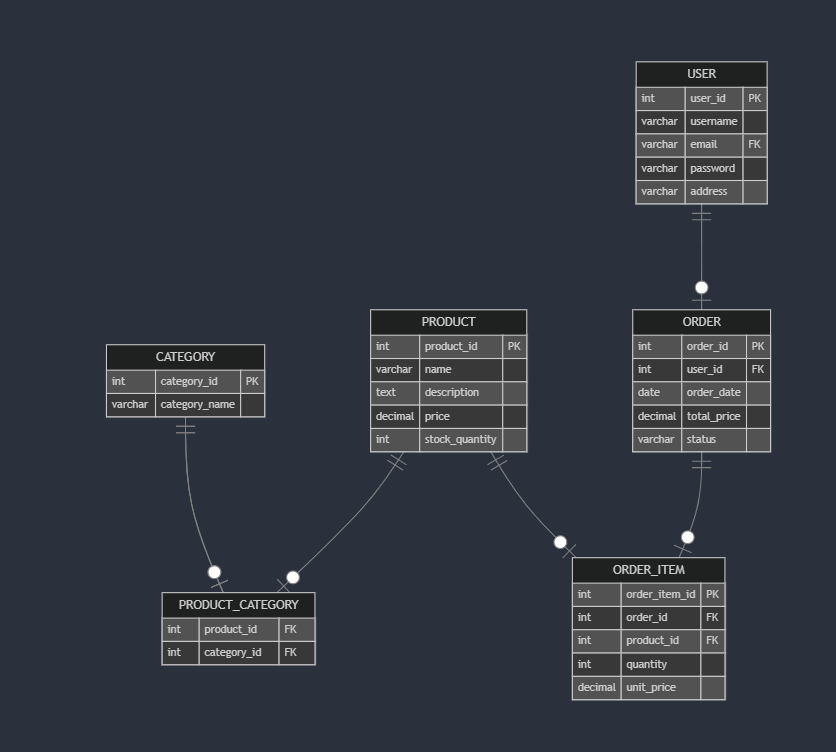 USER
int user_id PK
varchar username
varchar email FK
varchar password
varchar address
PRODUCT
int product_id PK
varchar name
text description
decimal price
int stock_quantity
ORDER
int order_id PK
int user_id FK
date order_date
decimal total_price
varchar status
CATEGORY
int category_id PK
varchar category_name
PRODUCT_CATEGORY
int product_id FK
int category_id FK
ORDER_ITEM
int order_item_id PK
int order_id FK
int product_id FK
int quantity
decimal unit_price